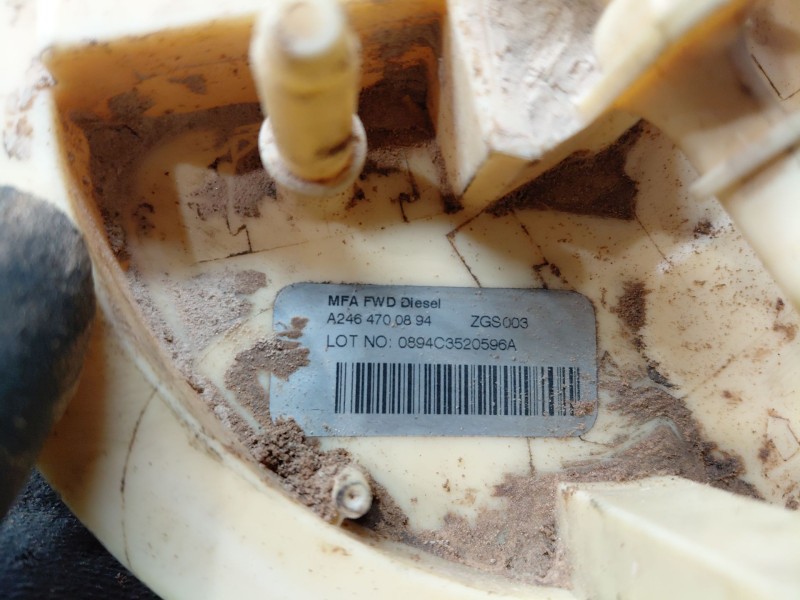 MFA FWD Diesel
A246 470 08 94 ZGS003
LOT NO: 0894C3520596A